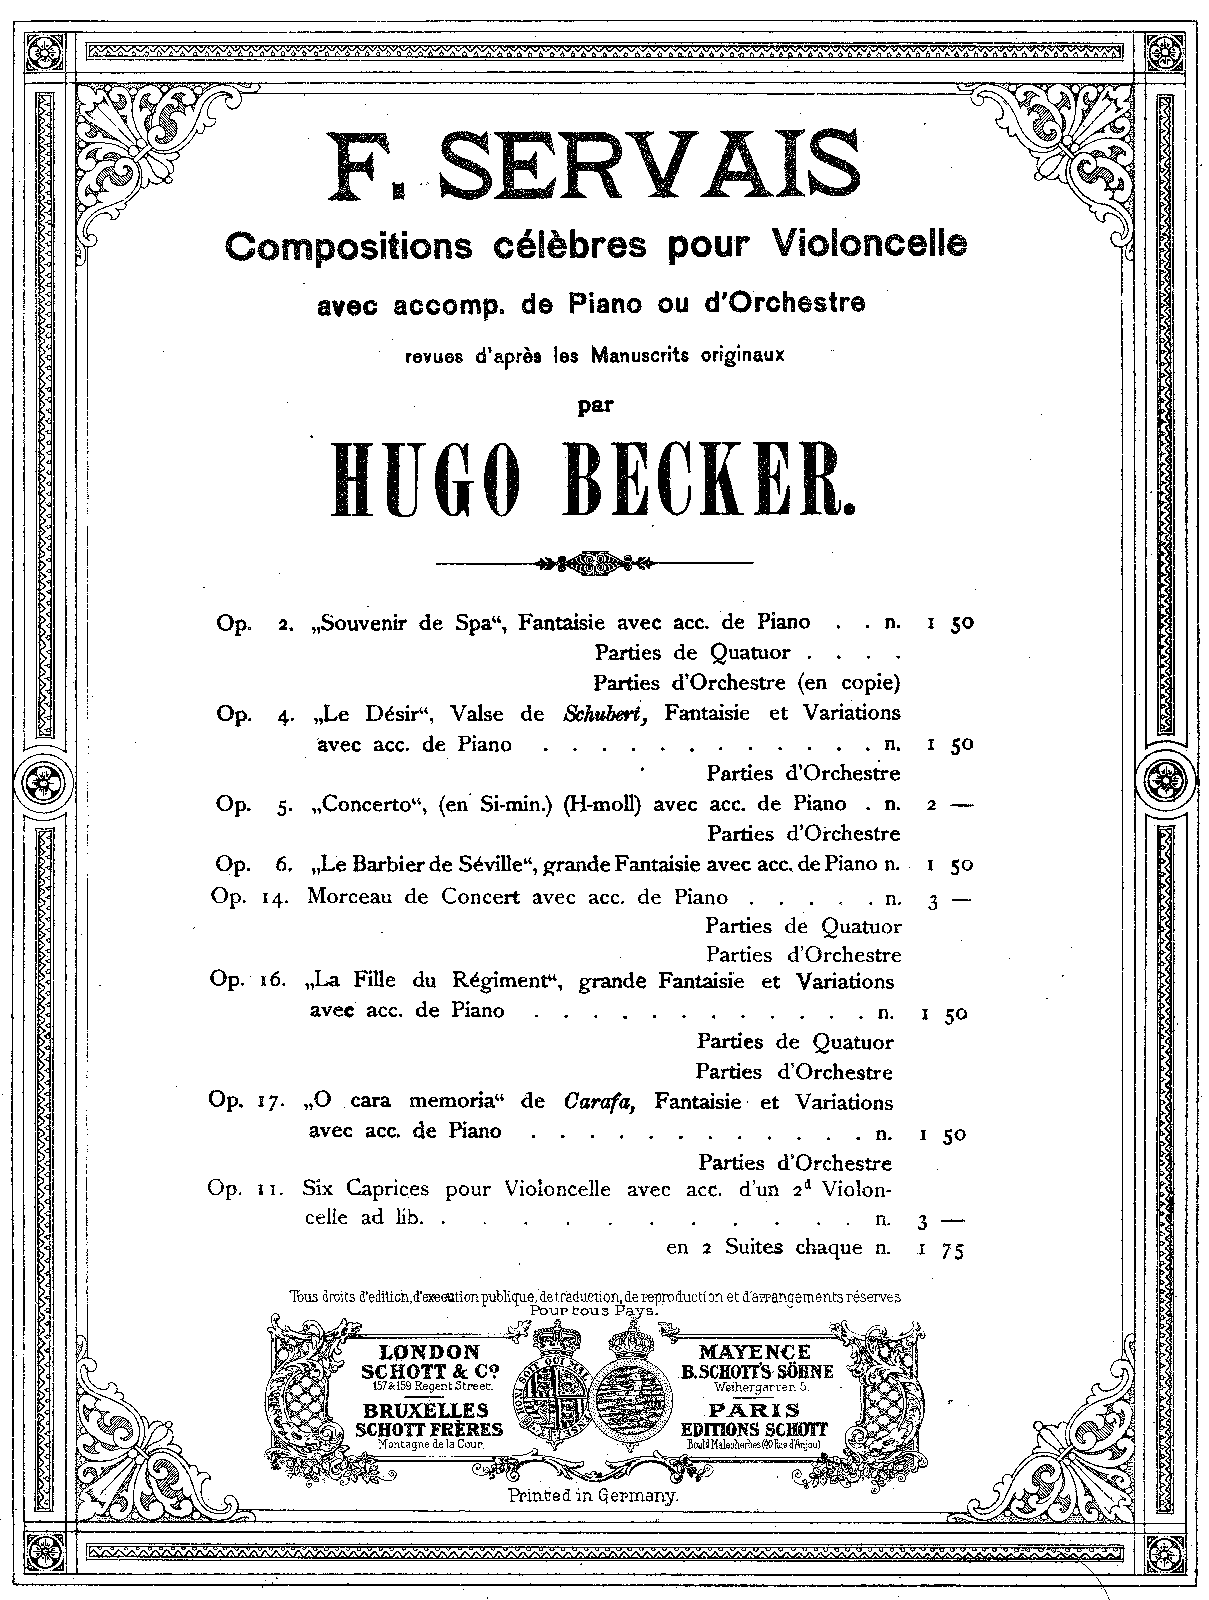 F. SERVAIS
Compositions célèbres pour Violoncelle
avec accomp. de Piano ou d'Orchestre
revues d'après les Manuscrits originaux
par
HUGO BECKER.
Op. 2. „Souvenir de Spa“, Fantaisie avec acc. de Piano . . n. 1 50
Parties de Quatuor . . . .
Parties d'Orchestre (en copie)
Op. 4. „Le Désir“, Valse de Schubert, Fantaisie et Variations
avec acc. de Piano . . . . . . . . . . . . n. 1 50
Parties d'Orchestre
Op. 5. „Concerto“, (en Si-min.) (H-moll) avec acc. de Piano . n. 2 —
Parties d'Orchestre
Op. 6. „Le Barbier de Séville“, grande Fantaisie avec acc. de Piano n. 1 50
Op. 14. Morceau de Concert avec acc. de Piano . . . . . n. 3 —
Parties de Quatuor
Parties d'Orchestre
Op. 16. „La Fille du Régiment“, grande Fantaisie et Variations
avec acc. de Piano . . . . . . . . . . . . n. 1 50
Parties de Quatuor
Parties d'Orchestre
Op. 17. „O cara memoria“ de Carafa, Fantaisie et Variations
avec acc. de Piano . . . . . . . . . . . . n. 1 50
Parties d'Orchestre
Op. 11. Six Caprices pour Violoncelle avec acc. d'un 2d Violon-
celle ad lib. . . . . . . . . . . . n. 3 —
en 2 Suites chaque n. 1 75
Tous droits d'edition, d'execution publique, de traduction, de reproduction et d'arrangements réservés
Pour tous Pays.
LONDON
SCHOTT & Co.
157 & 159 Regent Street.
BRUXELLES
SCHOTT FRÈRES
Montagne de la Cour.
MAYENCE
B. SCHOTT'S SÖHNE
Weihergarten 5.
PARIS
EDITIONS SCHOTT
Boul'd Malesherbes (40 Rue d'Anjou)
Printed in Germany.